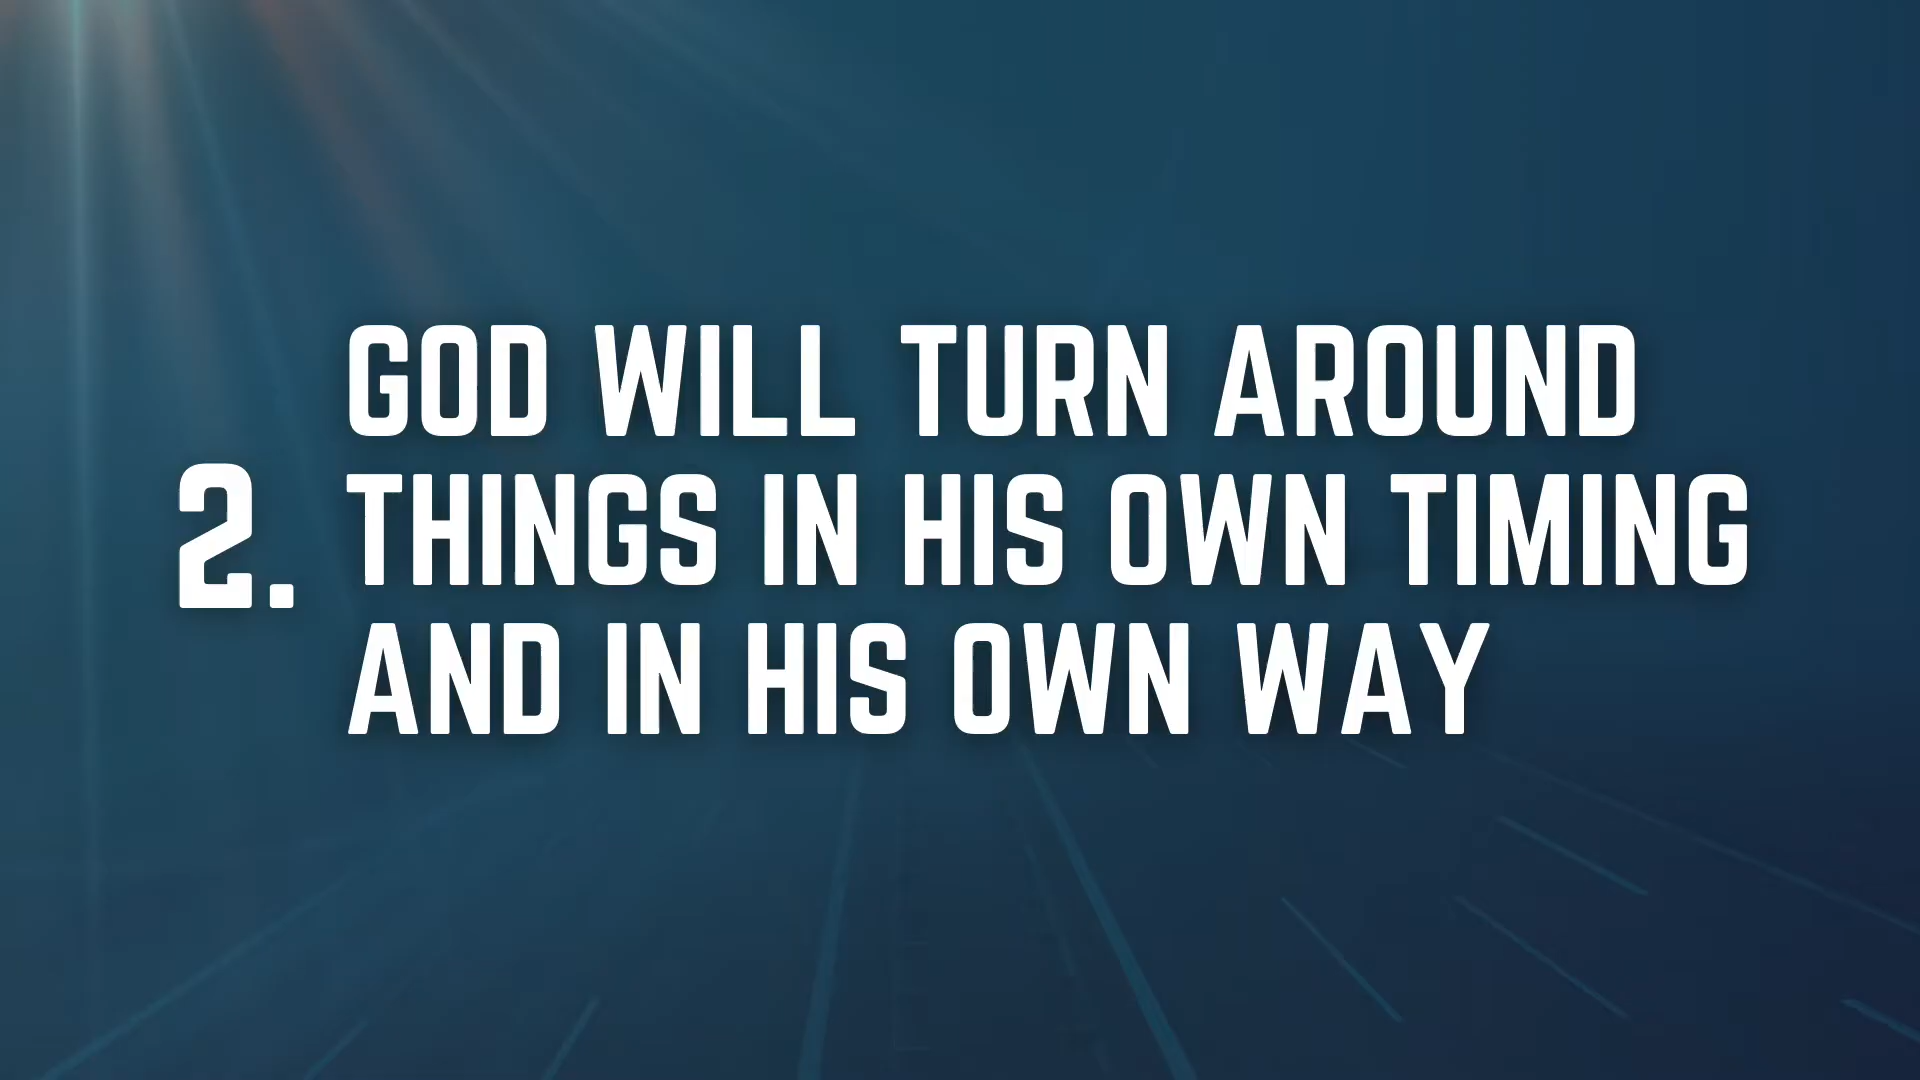 GOD WILL TURN AROUND
2. THINGS IN HIS OWN TIMING
AND IN HIS OWN WAY